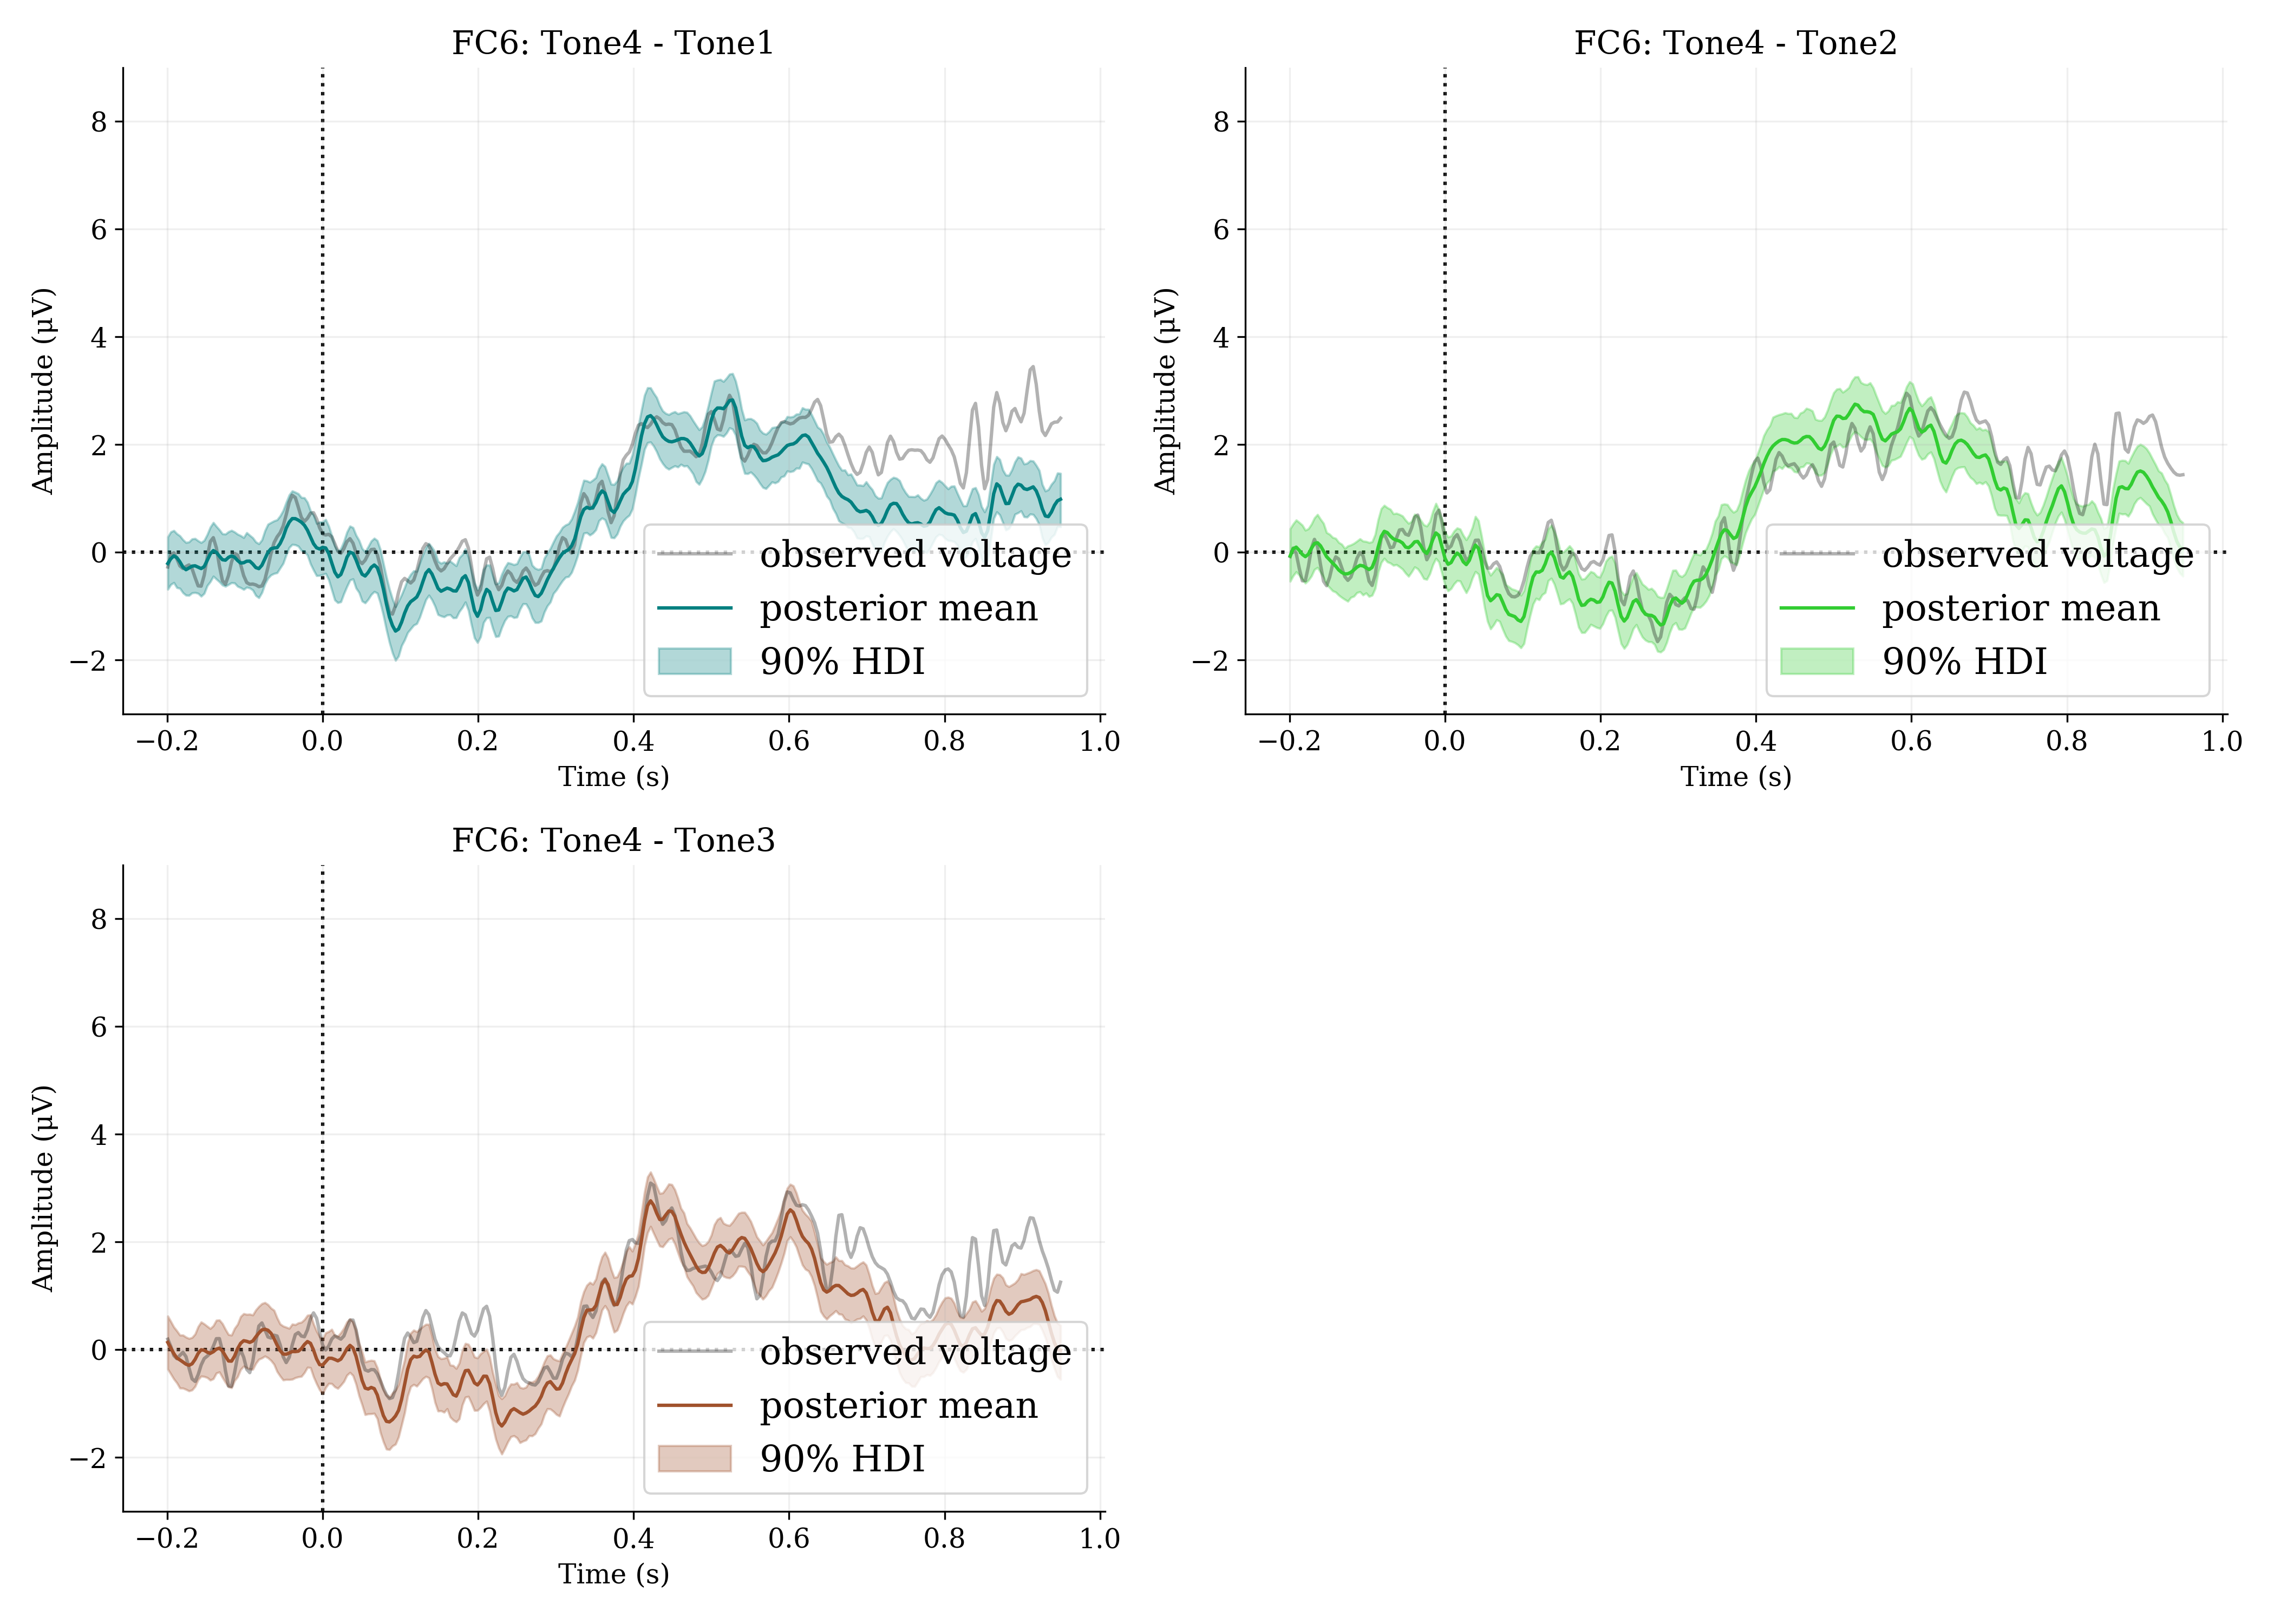 FC6: Tone4 - Tone1
Amplitude (µV)
8
6
4
2
0
−2
observed voltage
posterior mean
90% HDI
−0.2 0.0 0.2 0.4 0.6 0.8 1.0
Time (s)
FC6: Tone4 - Tone2
Amplitude (µV)
8
6
4
2
0
−2
observed voltage
posterior mean
90% HDI
−0.2 0.0 0.2 0.4 0.6 0.8 1.0
Time (s)
FC6: Tone4 - Tone3
Amplitude (µV)
8
6
4
2
0
−2
observed voltage
posterior mean
90% HDI
−0.2 0.0 0.2 0.4 0.6 0.8 1.0
Time (s)